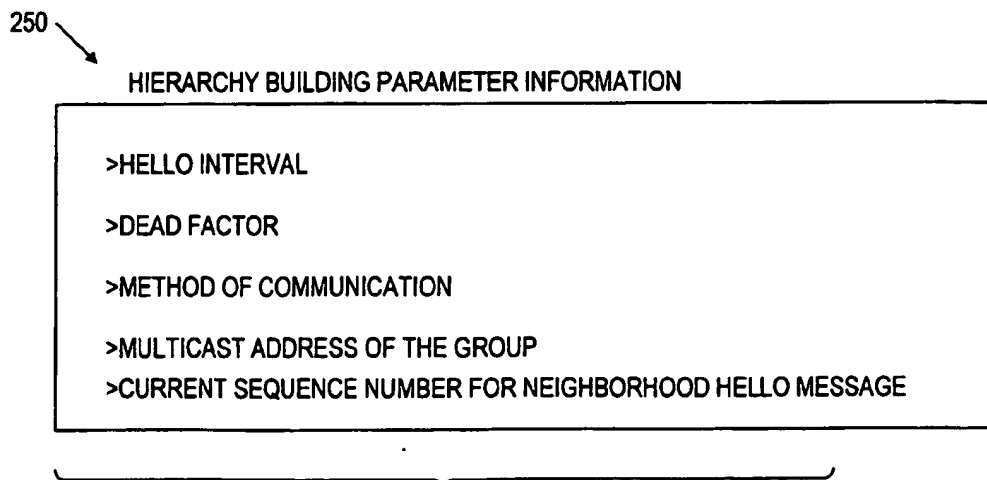 250
HIERARCHY BUILDING PARAMETER INFORMATION
>HELLO INTERVAL
>DEAD FACTOR
>METHOD OF COMMUNICATION
>MULTICAST ADDRESS OF THE GROUP
>CURRENT SEQUENCE NUMBER FOR NEIGHBORHOOD HELLO MESSAGE